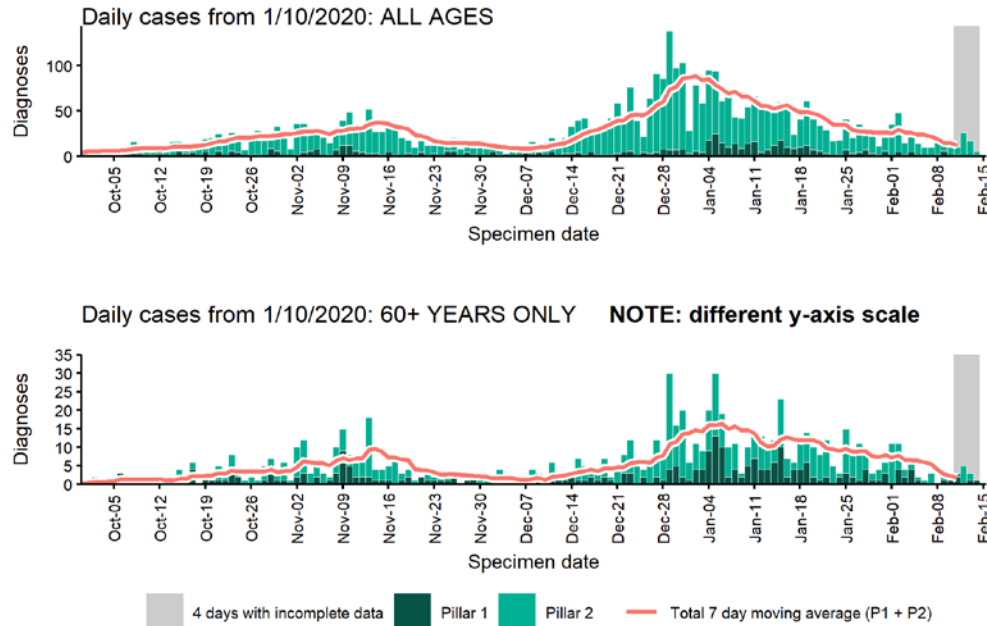 Daily cases from 1/10/2020: ALL AGES
Diagnoses
100
50
0
Oct-05 Oct-12 Oct-19 Oct-26 Nov-02 Nov-09 Nov-16 Nov-23 Nov-30 Dec-07 Dec-14 Dec-21 Dec-28 Jan-04 Jan-11 Jan-18 Jan-25 Feb-01 Feb-08 Feb-15
Specimen date
Daily cases from 1/10/2020: 60+ YEARS ONLY NOTE: different y-axis scale
Diagnoses
35
30
25
20
15
10
5
0
Oct-05 Oct-12 Oct-19 Oct-26 Nov-02 Nov-09 Nov-16 Nov-23 Nov-30 Dec-07 Dec-14 Dec-21 Dec-28 Jan-04 Jan-11 Jan-18 Jan-25 Feb-01 Feb-08 Feb-15
Specimen date
4 days with incomplete data Pillar 1 Pillar 2 Total 7 day moving average (P1 + P2)